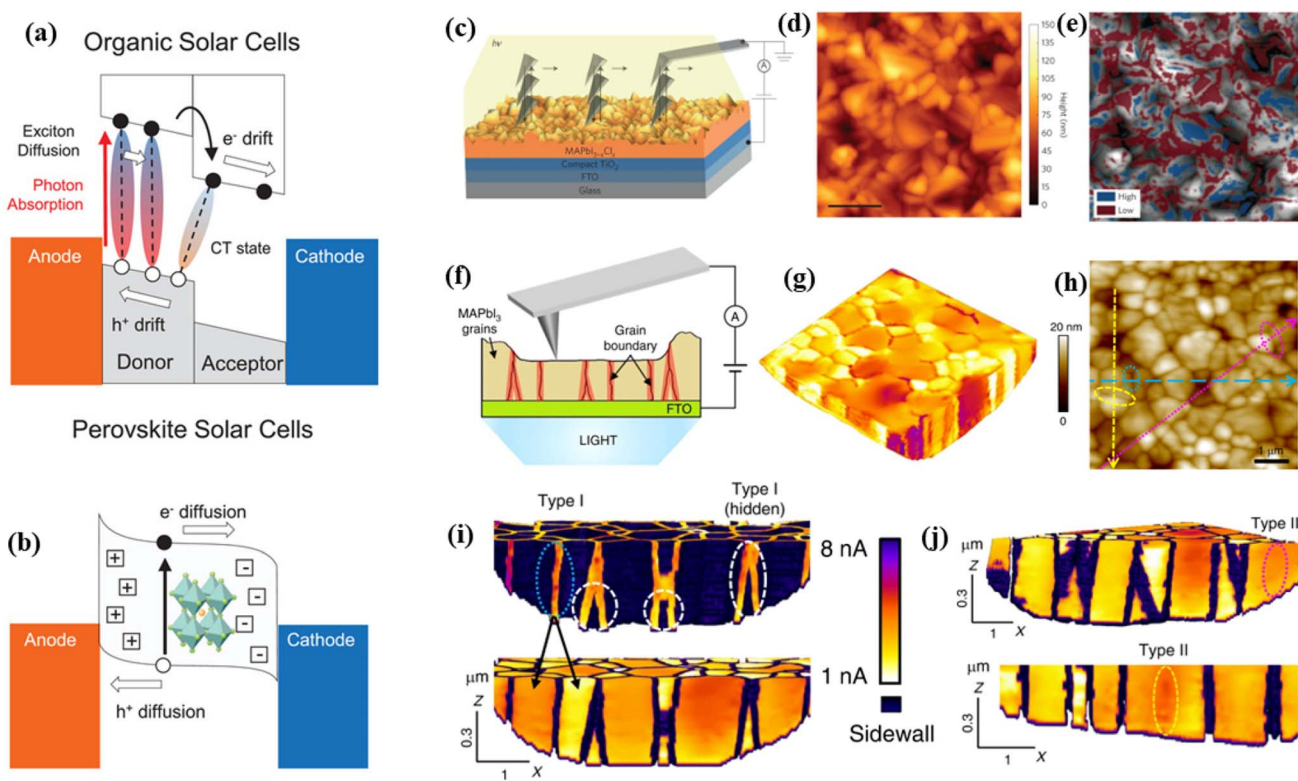 (a)
Organic Solar Cells
Exciton
Diffusion
Photon
Absorption
e⁻ drift
CT state
Anode
Cathode
h⁺ drift
Donor
Acceptor
Perovskite Solar Cells
(b)
e⁻ diffusion
+
+
+
+
-
-
-
-
Anode
Cathode
h⁺ diffusion
(c)
hν
A
MAPbI₃₋ₓClₓ
Compact TiO₂
FTO
Glass
(d)
150
135
120
105
90
75
60
45
30
15
0
Height (nm)
(e)
High
Low
(f)
MAPbI₃
grains
Grain
boundary
A
FTO
LIGHT
(g)
(h)
20 nm
0
1 μm
(i)
Type I
Type I
(hidden)
8 nA
1 nA
Sidewall
μm
Z
0.3
1
X
(j)
Type II
μm
Z
0.3
1
X
Type II
μm
Z
0.3
1
X